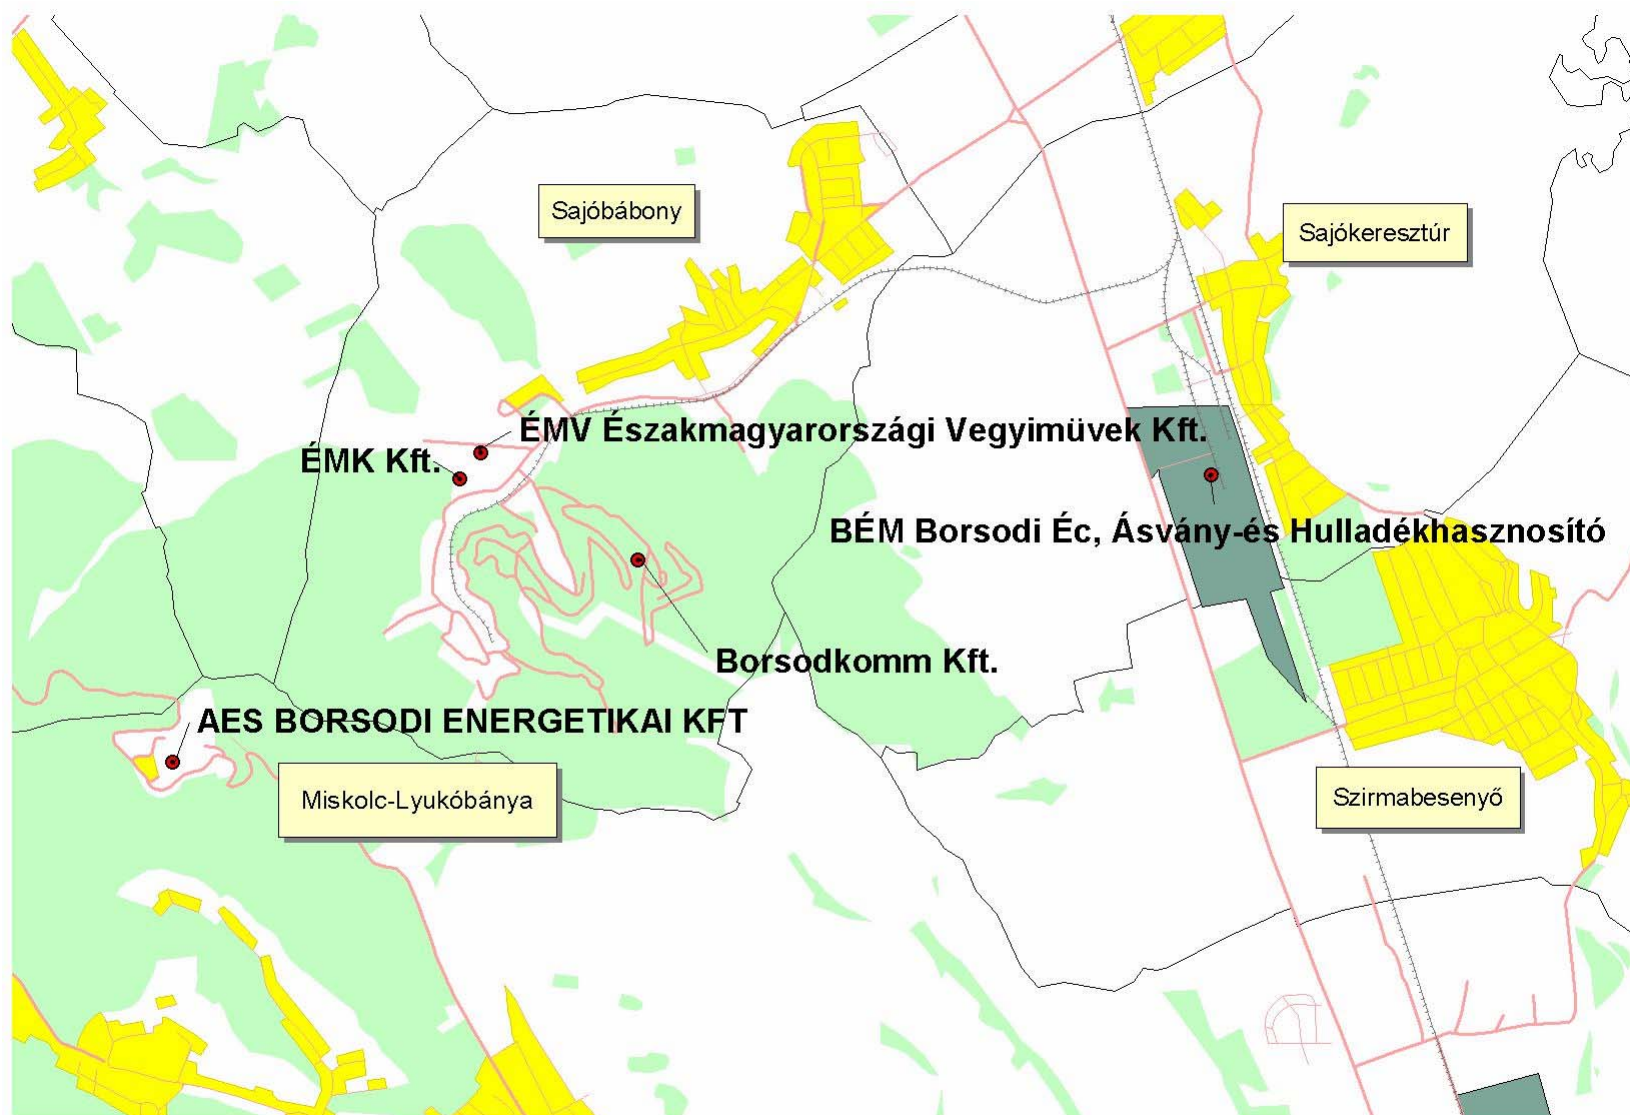 Sajóbábony
Sajókeresztúr
ÉMV Északmagyarországi Vegyimüvek Kft.
ÉMK Kft.
BÉM Borsodi Éc, Ásvány-és Hulladékhasznosító
Borsodkomm Kft.
AES BORSODI ENERGETIKAI KFT
Miskolc-Lyukóbánya
Szirmabesenyő